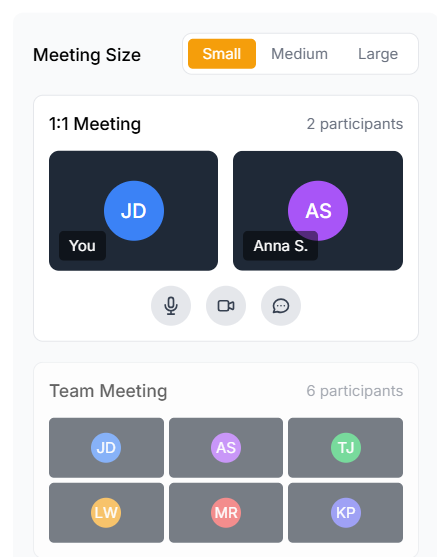 Meeting Size Small Medium Large
1:1 Meeting 2 participants
JD AS
You Anna S.
Team Meeting 6 participants
JD AS TJ
LW MR KP